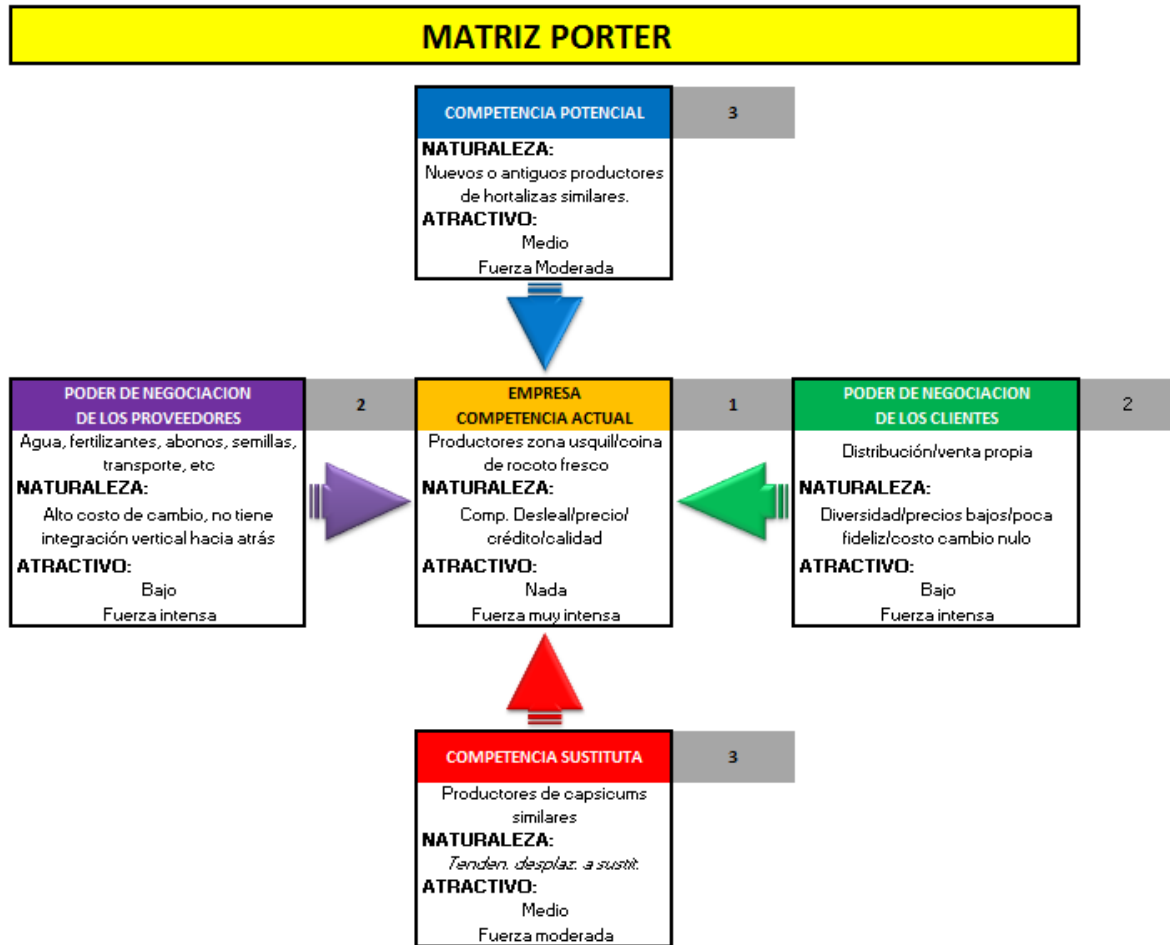 MATRIZ PORTER
COMPETENCIA POTENCIAL
3
NATURALEZA:
Nuevos o antiguos productores
de hortalizas similares.
ATRACTIVO:
Medio
Fuerza Moderada
PODER DE NEGOCIACION
DE LOS PROVEEDORES
2
Agua, fertilizantes, abonos, semillas,
transporte, etc
NATURALEZA:
Alto costo de cambio, no tiene
integración vertical hacia atrás
ATRACTIVO:
Bajo
Fuerza intensa
EMPRESA
COMPETENCIA ACTUAL
1
Productores zona usquil/coina
de rocoto fresco
NATURALEZA:
Comp. Desleal/precio/
crédito/calidad
ATRACTIVO:
Nada
Fuerza muy intensa
PODER DE NEGOCIACION
DE LOS CLIENTES
2
Distribución/venta propia
NATURALEZA:
Diversidad/precios bajos/poca
fideliz/costo cambio nulo
ATRACTIVO:
Bajo
Fuerza intensa
COMPETENCIA SUSTITUTA
3
Productores de capsicums
similares
NATURALEZA:
Tenden. desplaz. a sustit.
ATRACTIVO:
Medio
Fuerza moderada